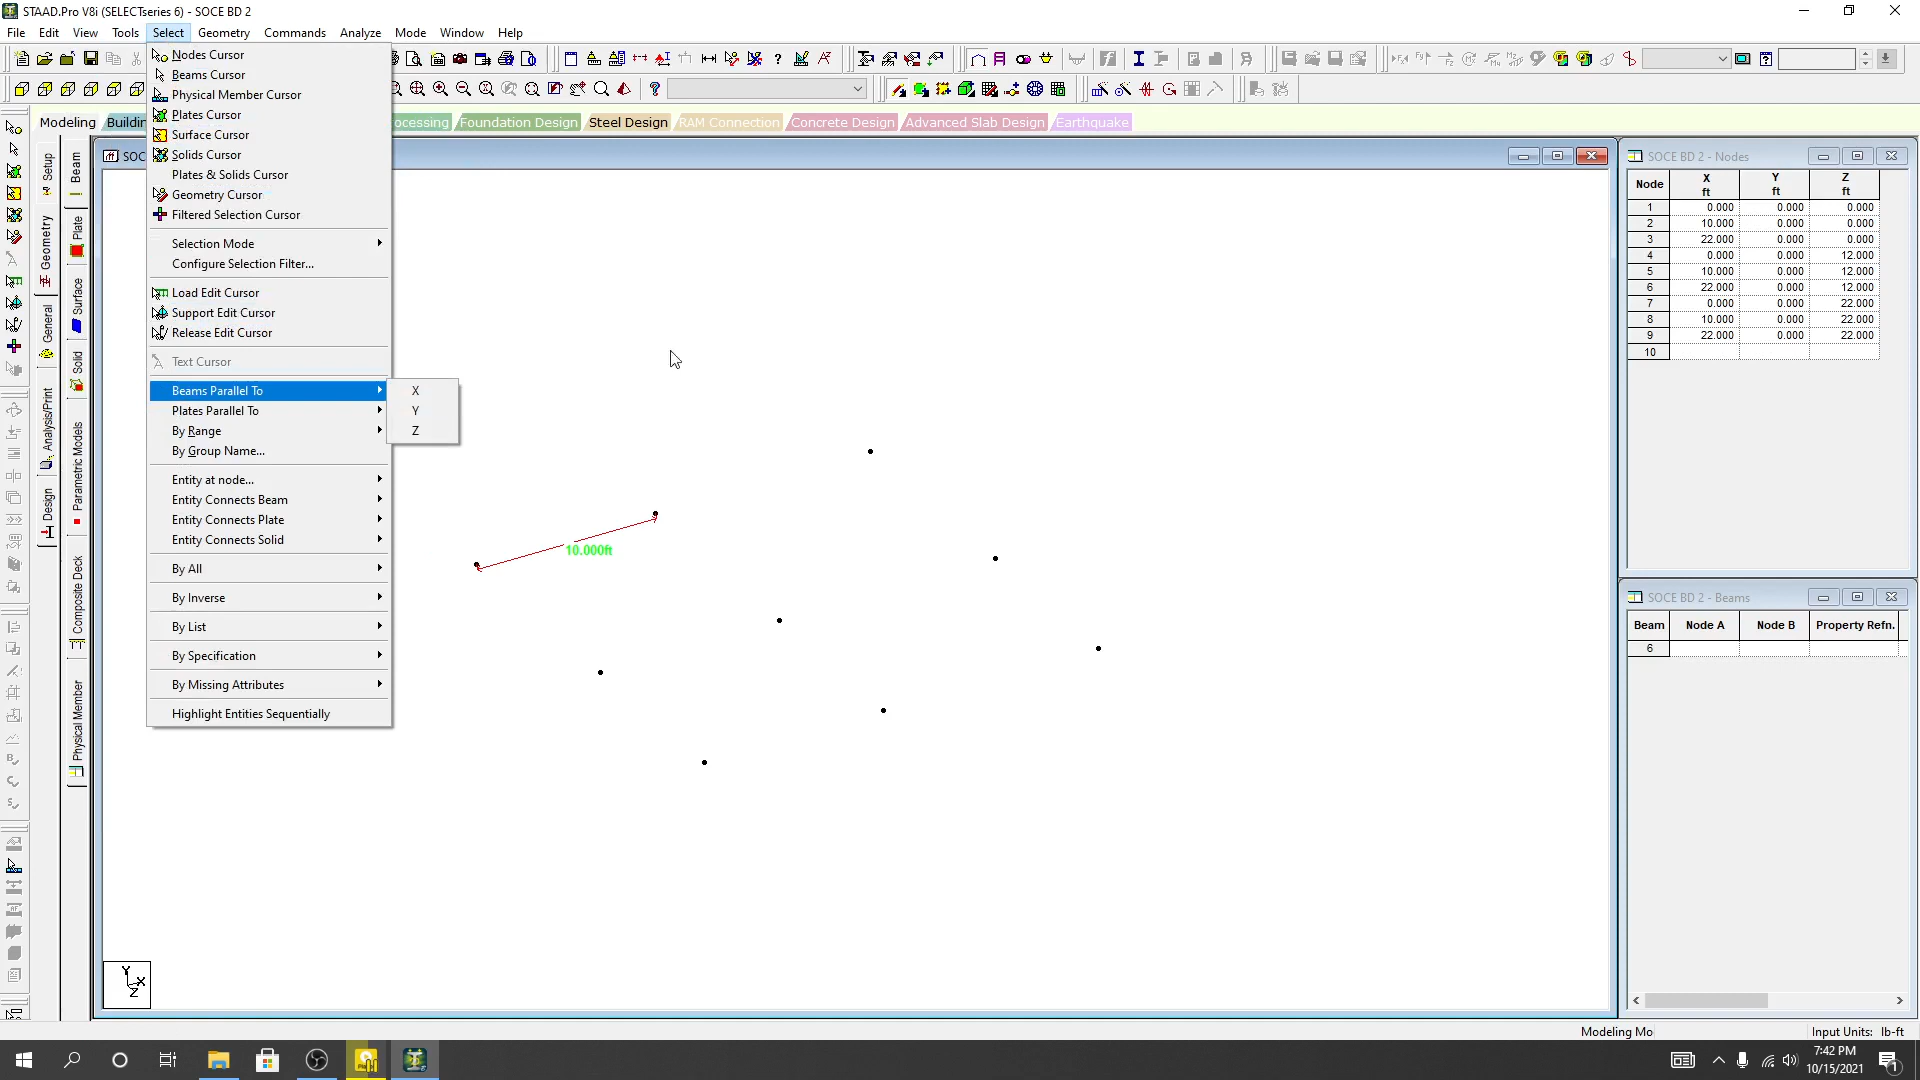 STAAD.Pro V8i (SELECTseries 6) - SOCE BD 2
File Edit View Tools Select Geometry Commands Analyze Mode Window Help
Nodes Cursor
Beams Cursor
Physical Member Cursor
Plates Cursor
Surface Cursor
Solids Cursor
Plates & Solids Cursor
Geometry Cursor
Filtered Selection Cursor
Selection Mode
Configure Selection Filter...
Load Edit Cursor
Support Edit Cursor
Release Edit Cursor
Text Cursor
Beams Parallel To
Plates Parallel To
By Range
By Group Name...
Entity at node...
Entity Connects Beam
Entity Connects Plate
Entity Connects Solid
By All
By Inverse
By List
By Specification
By Missing Attributes
Highlight Entities Sequentially
X
Y
Z
Modeling Buildin ocessing Foundation Design Steel Design RAM Connection Concrete Design Advanced Slab Design Earthquake
Setup
Geometry
General
Analysis/Print
Design
Beam
Plate
Surface
Solid
Parametric Models
Composite Deck
Physical Member
SOC
10.000ft
Y
X
Z
SOCE BD 2 - Nodes
Node X ft Y ft Z ft
1 0.000 0.000 0.000
2 10.000 0.000 0.000
3 22.000 0.000 0.000
4 0.000 0.000 12.000
5 10.000 0.000 12.000
6 22.000 0.000 12.000
7 0.000 0.000 22.000
8 10.000 0.000 22.000
9 22.000 0.000 22.000
10
SOCE BD 2 - Beams
Beam Node A Node B Property Refn.
6
Modeling Mo Input Units: lb-ft
7:42 PM
10/15/2021
1